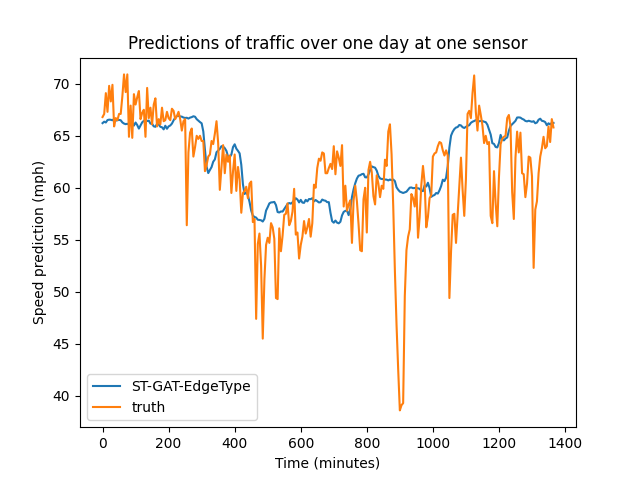 Predictions of traffic over one day at one sensor
Speed prediction (mph)
70
65
60
55
50
45
40
ST-GAT-EdgeType
truth
0 200 400 600 800 1000 1200 1400
Time (minutes)